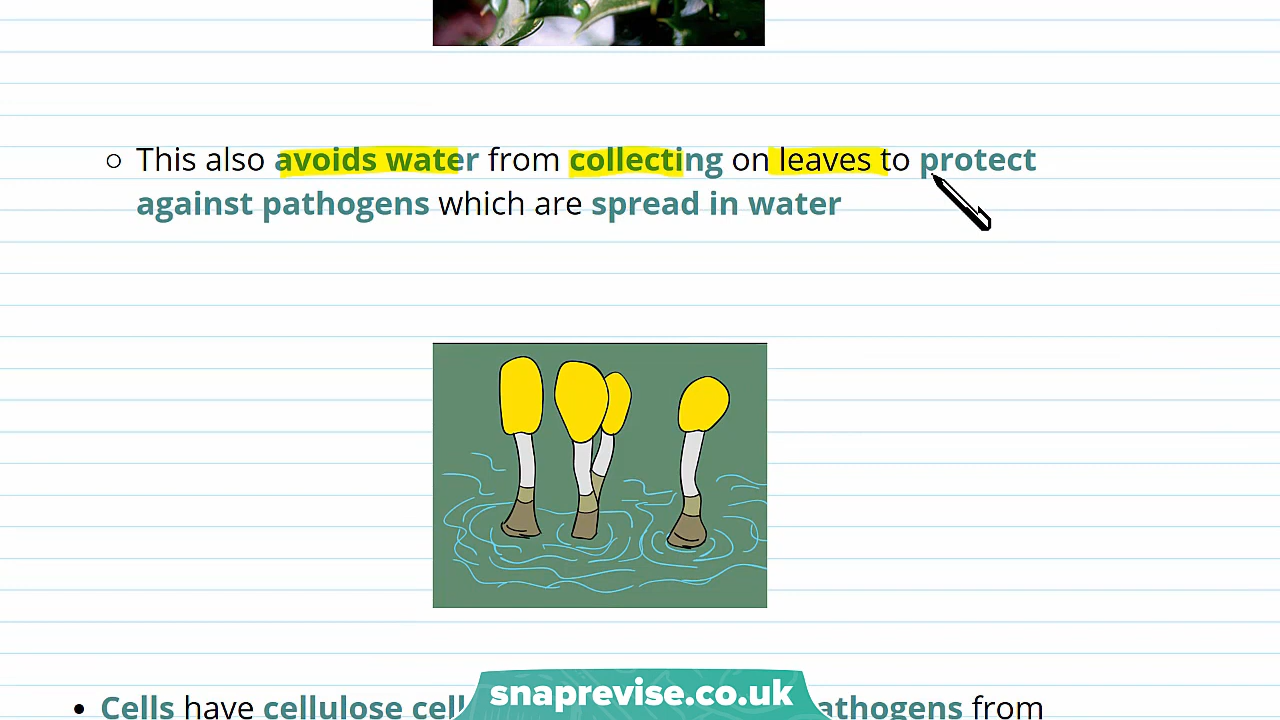 This also avoids water from collecting on leaves to protect
against pathogens which are spread in water
Cells have cellulose cell athogens from
snaprevise.co.uk